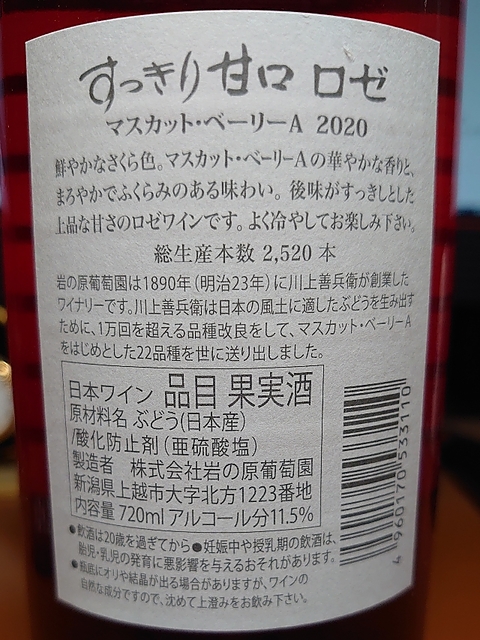 すっきり甘口 ロゼ
マスカット・ベーリーA 2020
鮮やかなさくら色。マスカット・ベーリーAの華やかな香りと、
まろやかでふくらみのある味わい。後味がすっきしとした
上品な甘さのロゼワインです。よく冷やしてお楽しみ下さい。
総生産本数 2,520 本
岩の原葡萄園は1890年(明治23年)に川上善兵衛が創業した
ワイナリーです。川上善兵衛は日本の風土に適したぶどうを生み出す
ために、1万回を超える品種改良をして、マスカット・ベーリーA
をはじめとした22品種を世に送り出しました。
日本ワイン 品目 果実酒
原材料名 ぶどう(日本産)
/酸化防止剤(亜硫酸塩)
製造者 株式会社岩の原葡萄園
新潟県上越市大字北方1223番地
内容量 720ml アルコール分11.5%
4 960170 533110
●飲酒は20歳を過ぎてから●妊娠中や授乳期の飲酒は、
胎児・乳児の発育に悪影響を与えるおそれがあります。
●瓶底にオリや結晶が出る場合がありますが、ワインの
自然な成分ですので、沈めて上澄みをお飲み下さい。